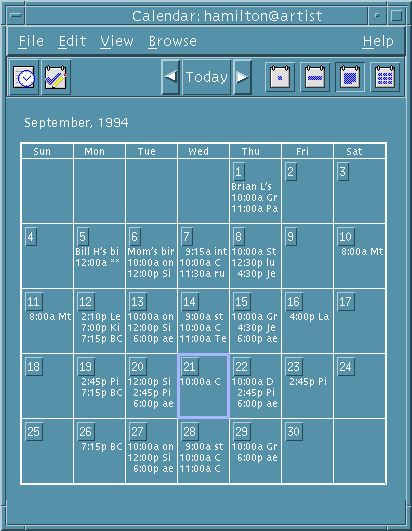 Calendar: hamilton@artist
File Edit View Browse Help
Today
September, 1994
Sun Mon Tue Wed Thu Fri Sat
1 2 3
Brian L's
10:00a Gr
11:00a Pa
4 5 6 7 8 9 10
Bill H's bi Mom's bir 9:15a int 10:00a St 8:00a Mt
12:00a ** 10:00a on 10:00a C 12:30p lu
12:00p Si 11:30a ru 4:30p Je
11 12 13 14 15 16 17
8:00a Mt 2:10p Le 10:00a on 9:00a st 10:00a Gr 4:00p La
7:00p Ki 12:00p Si 10:00a C 4:30p Je
7:15p BC 6:00p ae 11:00a Te 6:00p ae
18 19 20 21 22 23 24
2:45p Pi 12:00p Si 10:00a C 10:00a D 2:45p Pi
7:15p BC 2:45p Pi 2:45p Pi
6:00p ae 6:00p ae
25 26 27 28 29 30
7:15p BC 10:00a on 9:00a st 10:00a Gr
12:00p Si 10:00a C 6:00p ae
6:00p ae 11:00a C